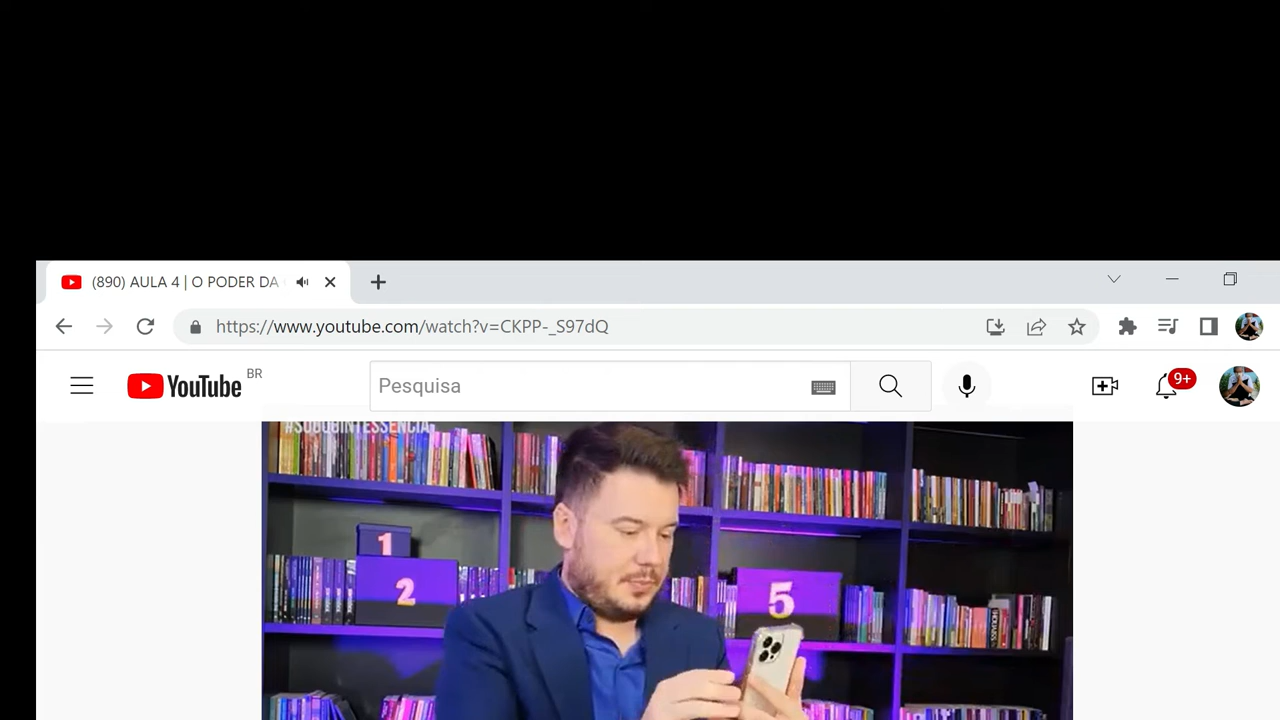 (890) AULA 4 | O PODER DA
https://www.youtube.com/watch?v=CKPP-_S97dQ
YouTube BR
Pesquisa
9+
1
2
5